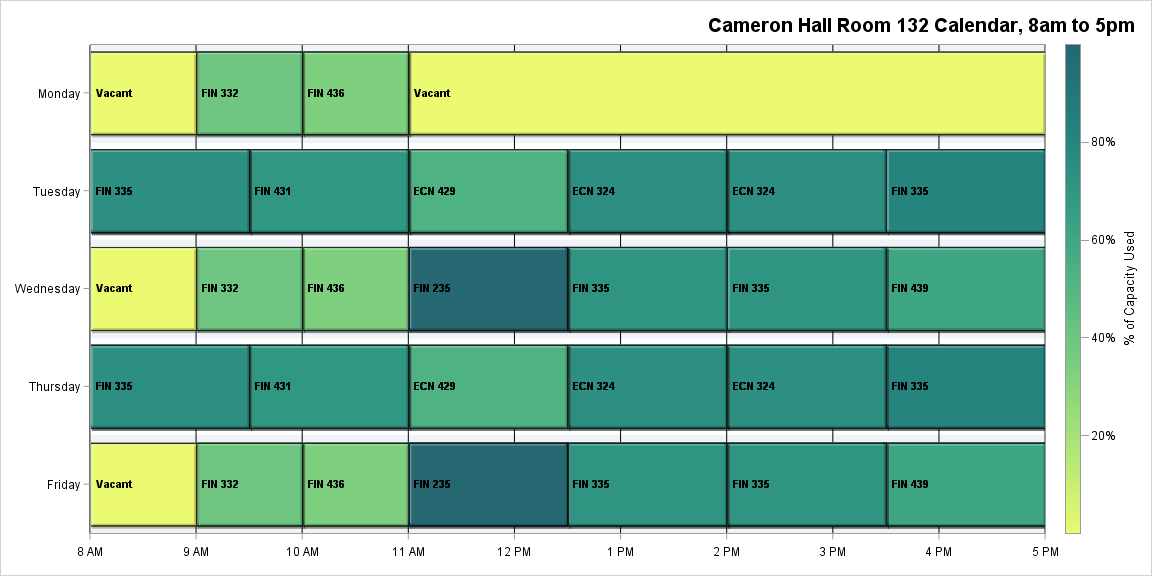 Cameron Hall Room 132 Calendar, 8am to 5pm
Monday Vacant FIN 332 FIN 436 Vacant
Tuesday FIN 335 FIN 431 ECN 429 ECN 324 ECN 324 FIN 335
Wednesday Vacant FIN 332 FIN 436 FIN 235 FIN 335 FIN 335 FIN 439
Thursday FIN 335 FIN 431 ECN 429 ECN 324 ECN 324 FIN 335
Friday Vacant FIN 332 FIN 436 FIN 235 FIN 335 FIN 335 FIN 439
8 AM 9 AM 10 AM 11 AM 12 PM 1 PM 2 PM 3 PM 4 PM 5 PM
80%
60%
40%
20%
% of Capacity Used